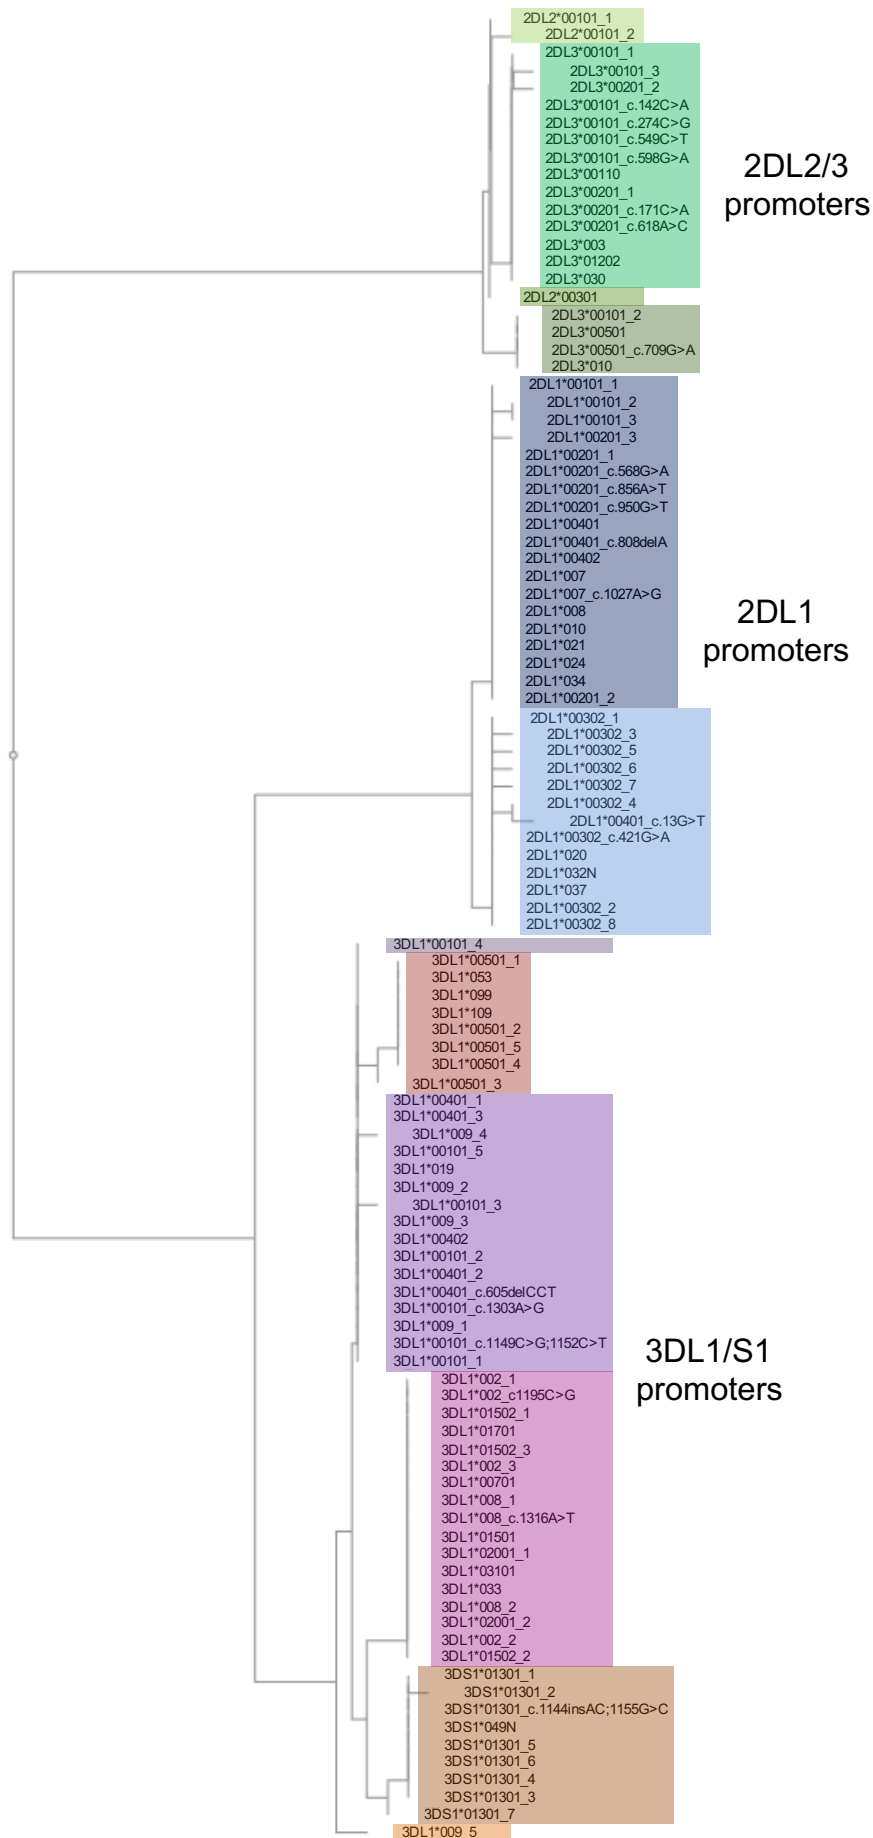 2DL2*00101_1
2DL2*00101_2
2DL3*00101_1
2DL3*00101_3
2DL3*00201_2
2DL3*00101_c.142C>A
2DL3*00101_c.274C>G
2DL3*00101_c.549C>T
2DL3*00101_c.598G>A
2DL3*00110
2DL3*00201_1
2DL3*00201_c.171C>A
2DL3*00201_c.618A>C
2DL3*003
2DL3*01202
2DL3*030
2DL2*00301
2DL3*00101_2
2DL3*00501
2DL3*00501_c.709G>A
2DL3*010
2DL2/3
promoters
2DL1*00101_1
2DL1*00101_2
2DL1*00101_3
2DL1*00201_3
2DL1*00201_1
2DL1*00201_c.568G>A
2DL1*00201_c.856A>T
2DL1*00201_c.950G>T
2DL1*00401
2DL1*00401_c.808delA
2DL1*00402
2DL1*007
2DL1*007_c.1027A>G
2DL1*008
2DL1*010
2DL1*021
2DL1*024
2DL1*034
2DL1*00201_2
2DL1*00302_1
2DL1*00302_3
2DL1*00302_5
2DL1*00302_6
2DL1*00302_7
2DL1*00302_4
2DL1*00401_c.13G>T
2DL1*00302_c.421G>A
2DL1*020
2DL1*032N
2DL1*037
2DL1*00302_2
2DL1*00302_8
2DL1
promoters
3DL1*00101_4
3DL1*00501_1
3DL1*053
3DL1*099
3DL1*109
3DL1*00501_2
3DL1*00501_5
3DL1*00501_4
3DL1*00501_3
3DL1*00401_1
3DL1*00401_3
3DL1*009_4
3DL1*00101_5
3DL1*019
3DL1*009_2
3DL1*00101_3
3DL1*009_3
3DL1*00402
3DL1*00101_2
3DL1*00401_2
3DL1*00401_c.605delCCT
3DL1*00101_c.1303A>G
3DL1*009_1
3DL1*00101_c.1149C>G;1152C>T
3DL1*00101_1
3DL1*002_1
3DL1*002_c1195C>G
3DL1*01502_1
3DL1*01701
3DL1*01502_3
3DL1*002_3
3DL1*00701
3DL1*008_1
3DL1*008_c.1316A>T
3DL1*01501
3DL1*02001_1
3DL1*03101
3DL1*033
3DL1*008_2
3DL1*02001_2
3DL1*002_2
3DL1*01502_2
3DS1*01301_1
3DS1*01301_2
3DS1*01301_c.1144insAC;1155G>C
3DS1*049N
3DS1*01301_5
3DS1*01301_6
3DS1*01301_4
3DS1*01301_3
3DS1*01301_7
3DL1*009_5
3DL1/S1
promoters